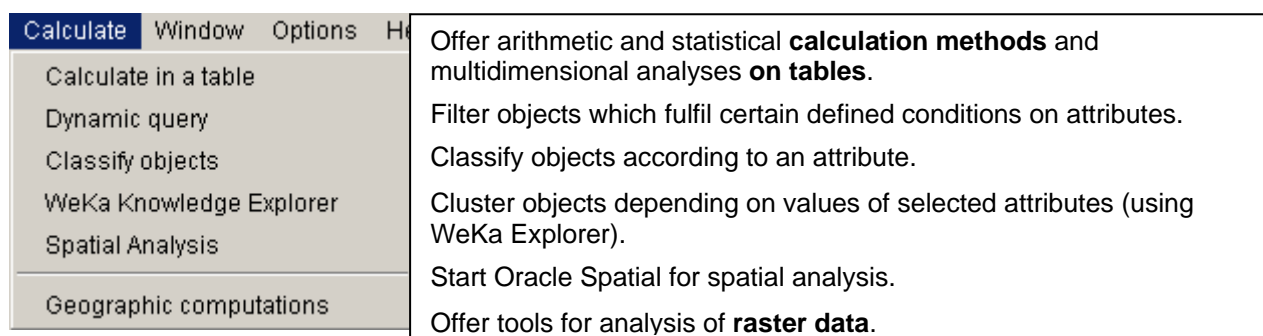 Calculate Window Options
Calculate in a table
Dynamic query
Classify objects
WeKa Knowledge Explorer
Spatial Analysis
Geographic computations
Offer arithmetic and statistical calculation methods and
multidimensional analyses on tables.
Filter objects which fulfil certain defined conditions on attributes.
Classify objects according to an attribute.
Cluster objects depending on values of selected attributes (using
WeKa Explorer).
Start Oracle Spatial for spatial analysis.
Offer tools for analysis of raster data.